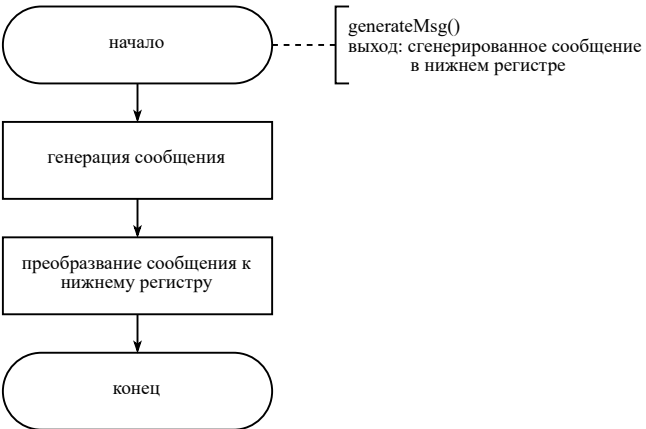 начало
generateMsg()
выход: сгенерированное сообщение
в нижнем регистре
генерация сообщения
преобразвание сообщения к
нижнему регистру
конец